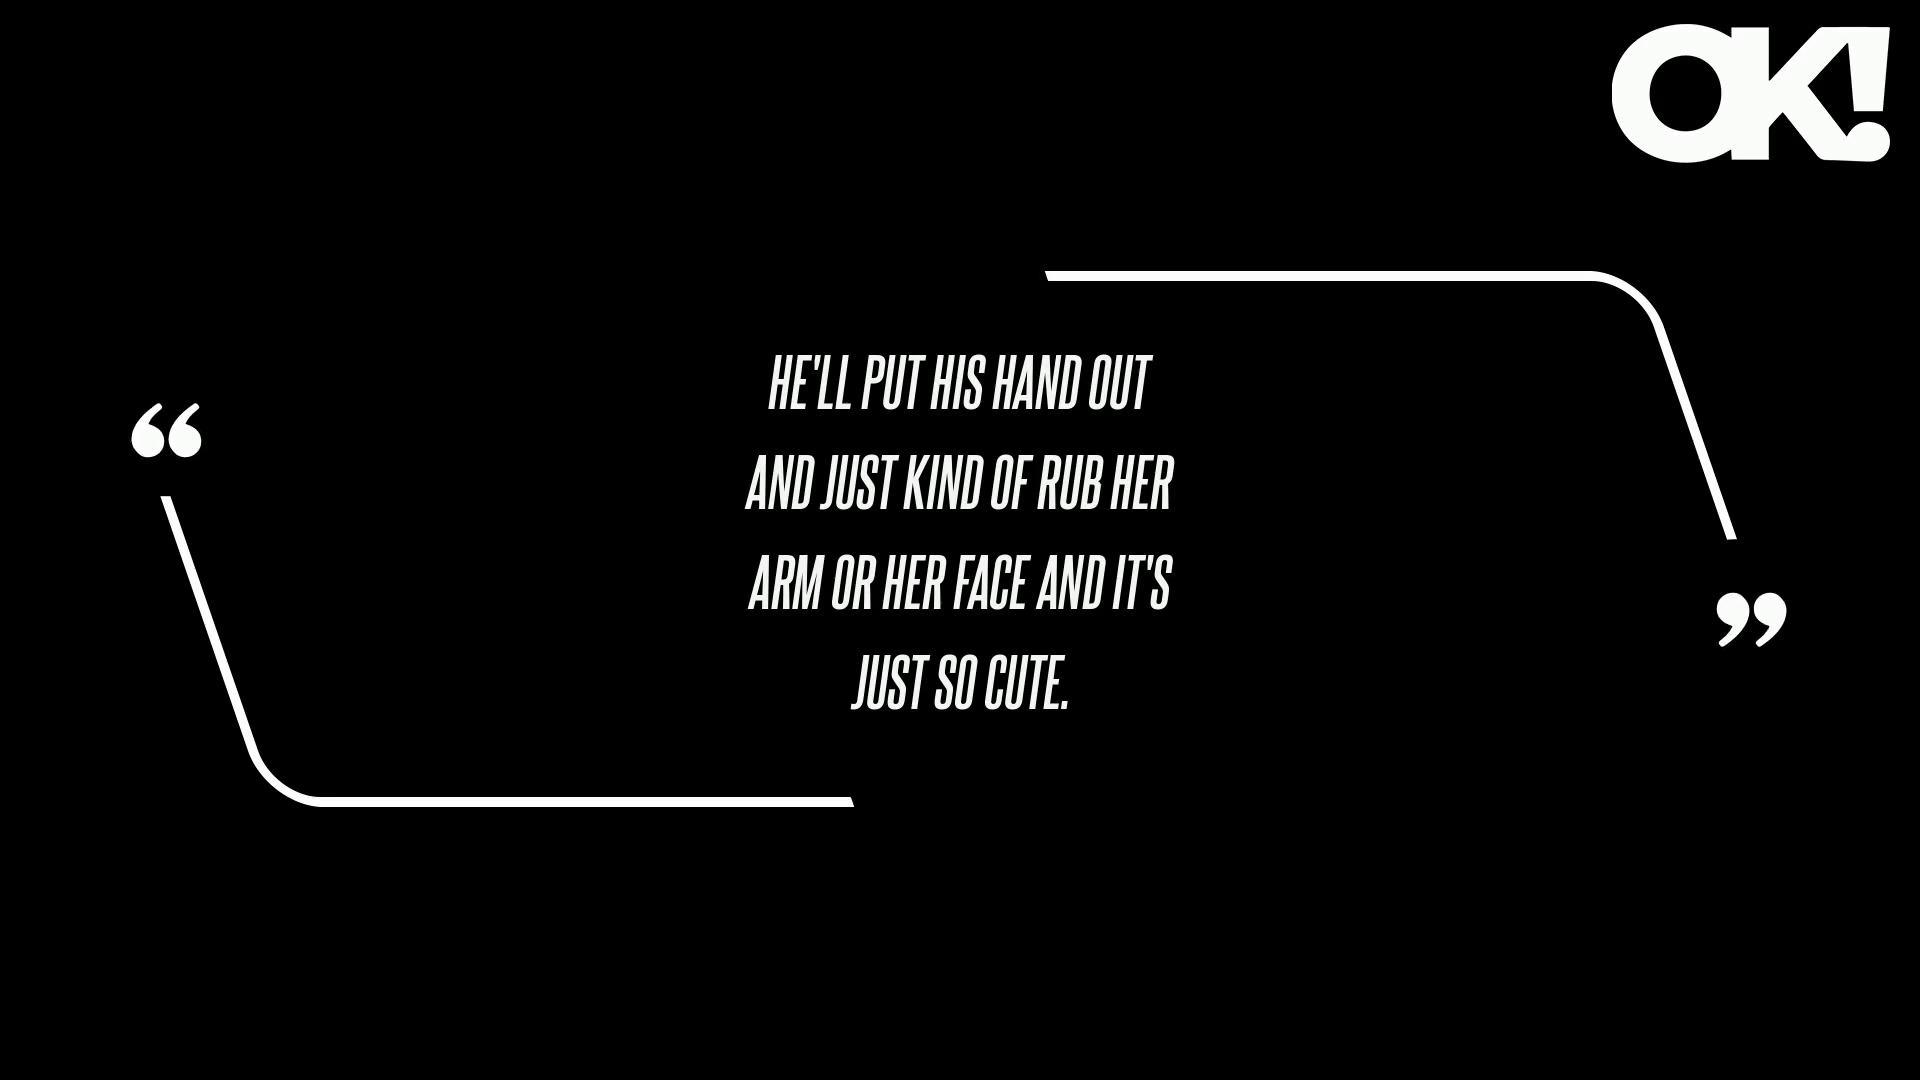 OK!
“
HE'LL PUT HIS HAND OUT
AND JUST KIND OF RUB HER
ARM OR HER FACE AND IT'S
JUST SO CUTE.
”